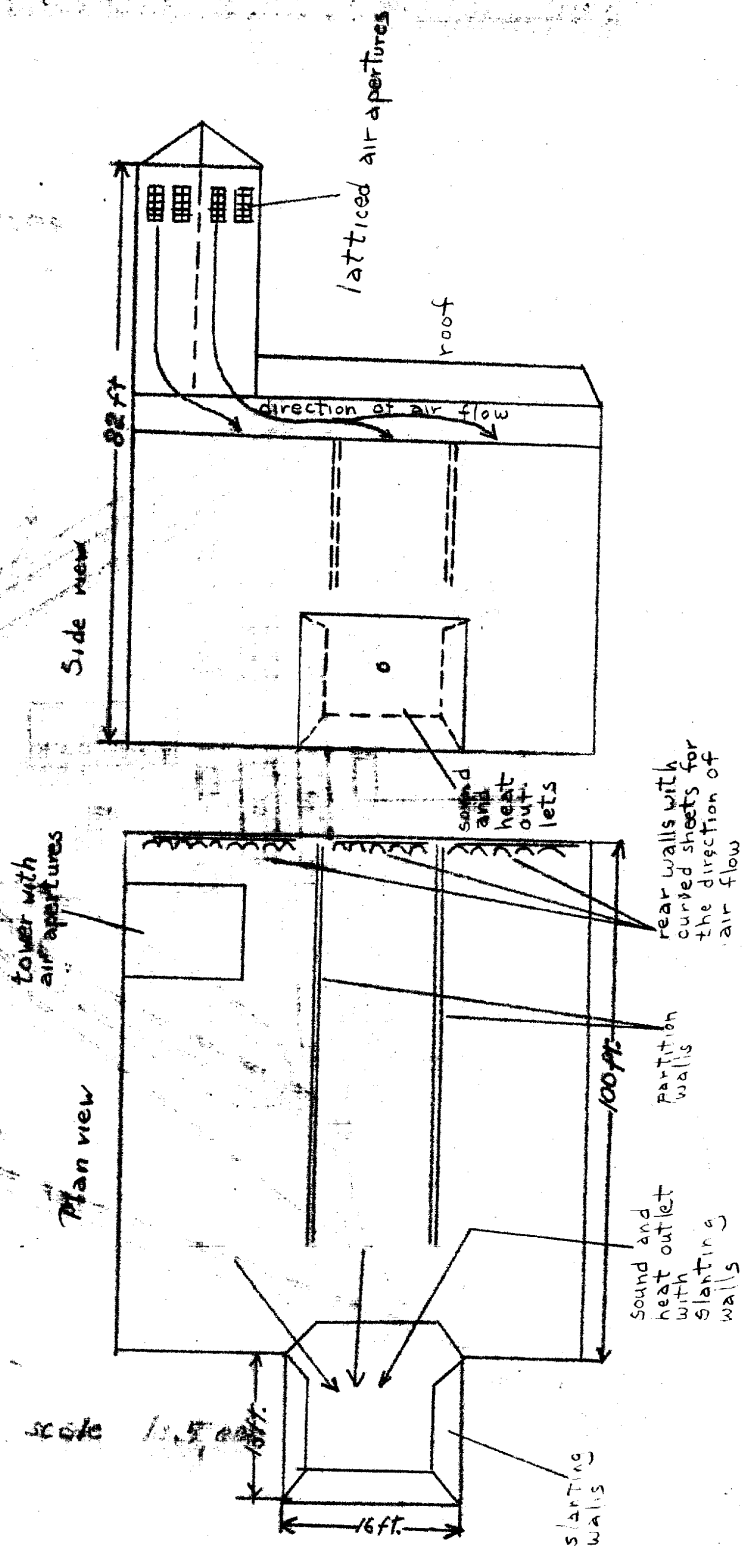 Side view
82 ft
latticed air apertures
roof
direction of air flow
sound
and
heat
out.
lets
Plan view
tower with
air apertures
rear walls with
curved sheets for
the direction of
air flow
partition
walls
100 ft.
sound and
heat outlet
with
slanting
walls
scale
16 ft.
slanting
walls